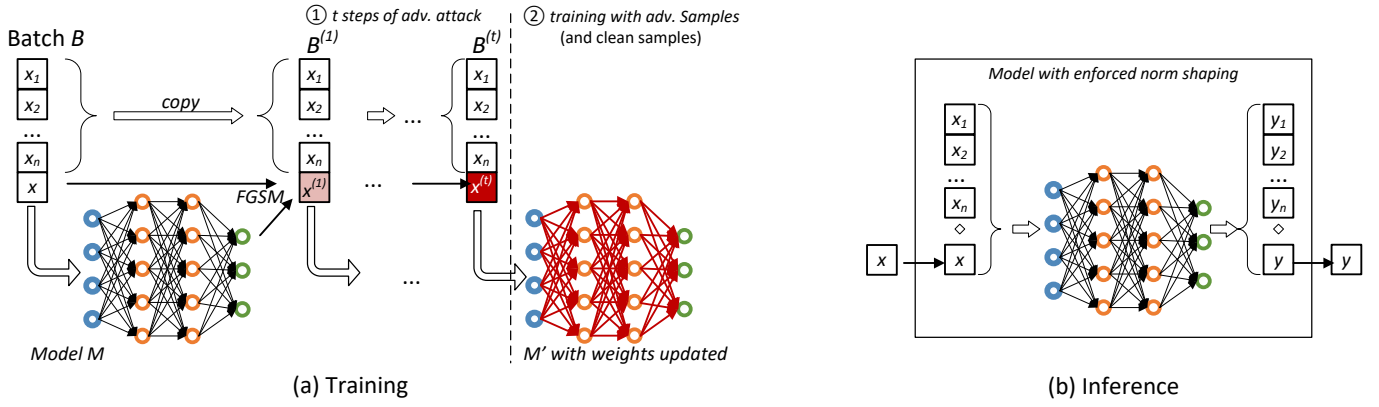 ① t steps of adv. attack
② training with adv. Samples
(and clean samples)
Batch B
B(1)
B(t)
x1
x2
...
xn
x
copy
FGSM
x1
x2
...
xn
x(1)
...
...
...
x1
x2
...
xn
x(t)
Model M
M' with weights updated
(a) Training
Model with enforced norm shaping
x1
x2
...
xn
x
x
y1
y2
...
yn
y
y
(b) Inference